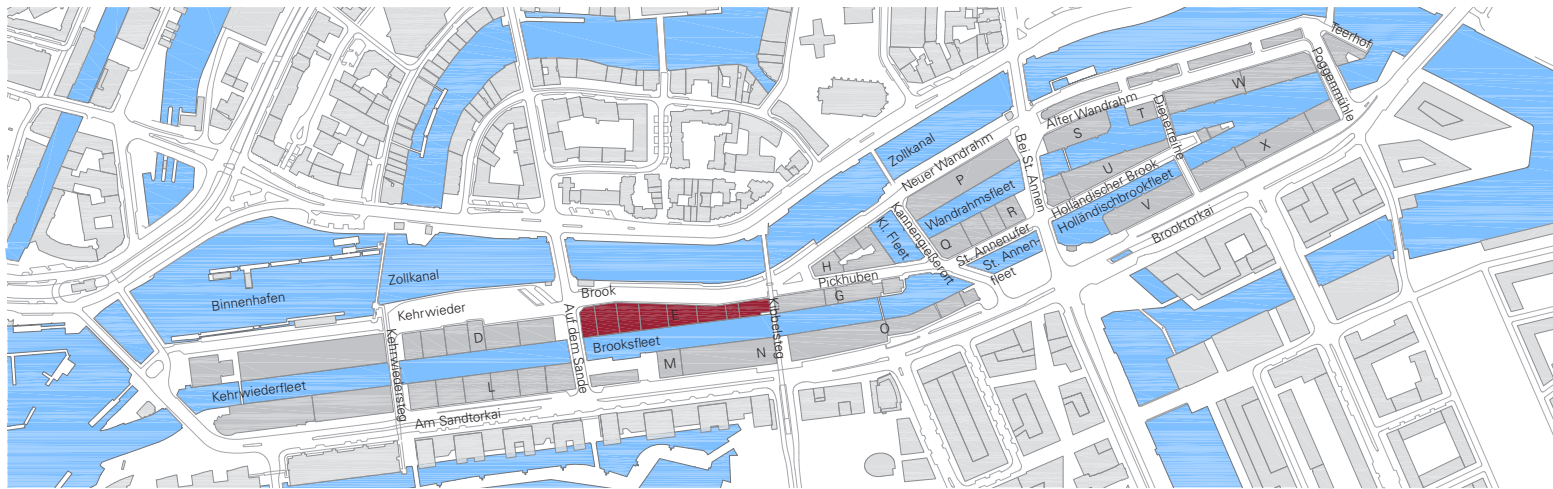 Teerhof
Poggenmühle
W
Alter Wandrahm
Dienerreihe
T
S
Zollkanal
Neuer Wandrahm
Bei St. Annen
X
U
P
Holländischer Brook
Holländischbrookfleet
V
Wandrahmsfleet
Kannengießerort
R
Q
Kl. Fleet
St. Annenufer
St. Annen-
fleet
Brooktorkai
H
Pickhuben
G
Zollkanal
Binnenhafen
Brook
Kehrwieder
Auf dem Sande
E
Kibbelsteg
O
D
Brooksfleet
M
N
Kehrwiedersteg
Kehrwiederfleet
L
Am Sandtorkai